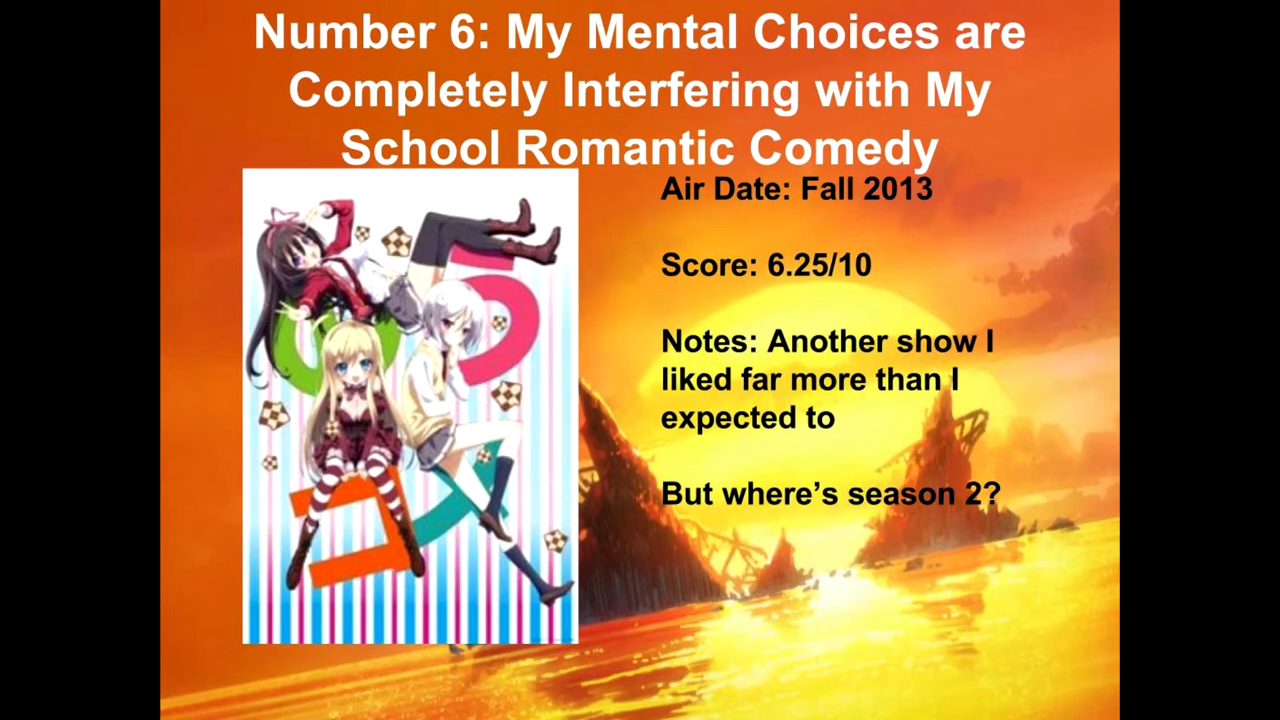 Number 6: My Mental Choices are
Completely Interfering with My
School Romantic Comedy
Air Date: Fall 2013
Score: 6.25/10
Notes: Another show I
liked far more than I
expected to
But where’s season 2?